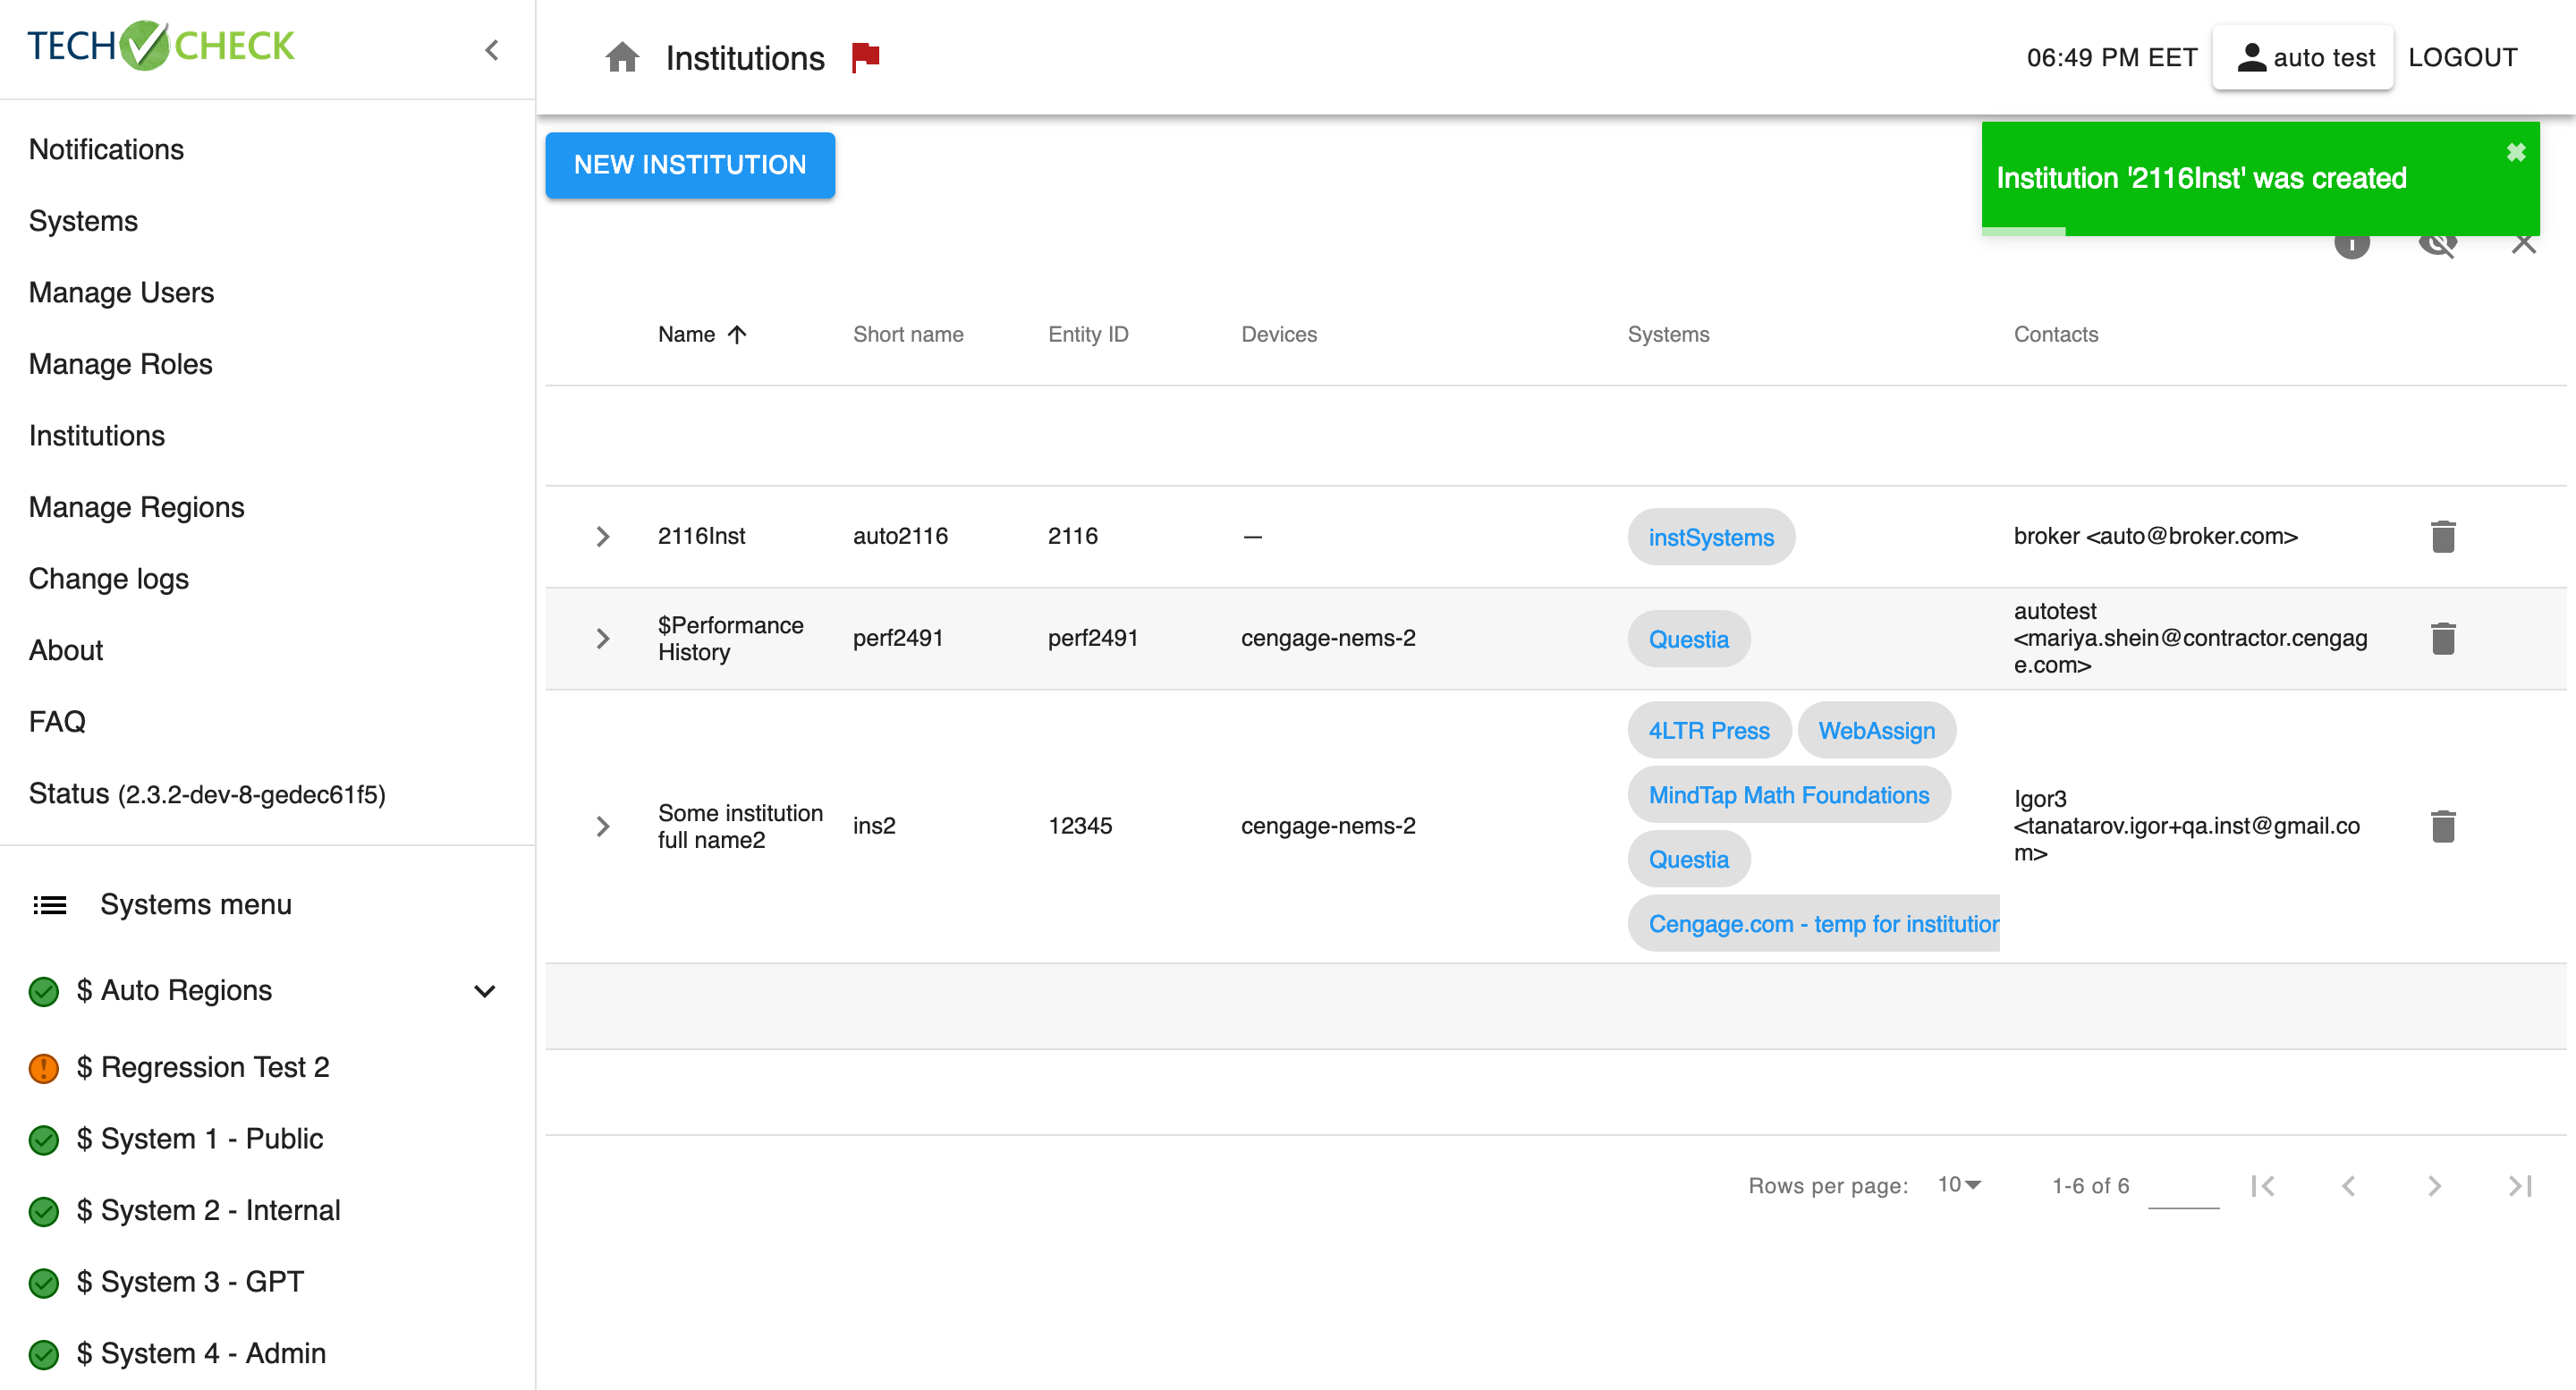 TECH CHECK
Institutions
06:49 PM EET
auto test
LOGOUT
Notifications
Systems
Manage Users
Manage Roles
Institutions
Manage Regions
Change logs
About
FAQ
Status (2.3.2-dev-8-gedec61f5)
Systems menu
$ Auto Regions
$ Regression Test 2
$ System 1 - Public
$ System 2 - Internal
$ System 3 - GPT
$ System 4 - Admin
NEW INSTITUTION
Institution '2116Inst' was created
Name
Short name
Entity ID
Devices
Systems
Contacts
2116Inst
auto2116
2116
—
instSystems
broker <auto@broker.com>
$Performance
History
perf2491
perf2491
cengage-nems-2
Questia
autotest
<mariya.shein@contractor.cengag
e.com>
Some institution
full name2
ins2
12345
cengage-nems-2
4LTR Press
WebAssign
MindTap Math Foundations
Questia
Cengage.com - temp for institution
Igor3
<tanatarov.igor+qa.inst@gmail.co
m>
Rows per page:
10
1-6 of 6